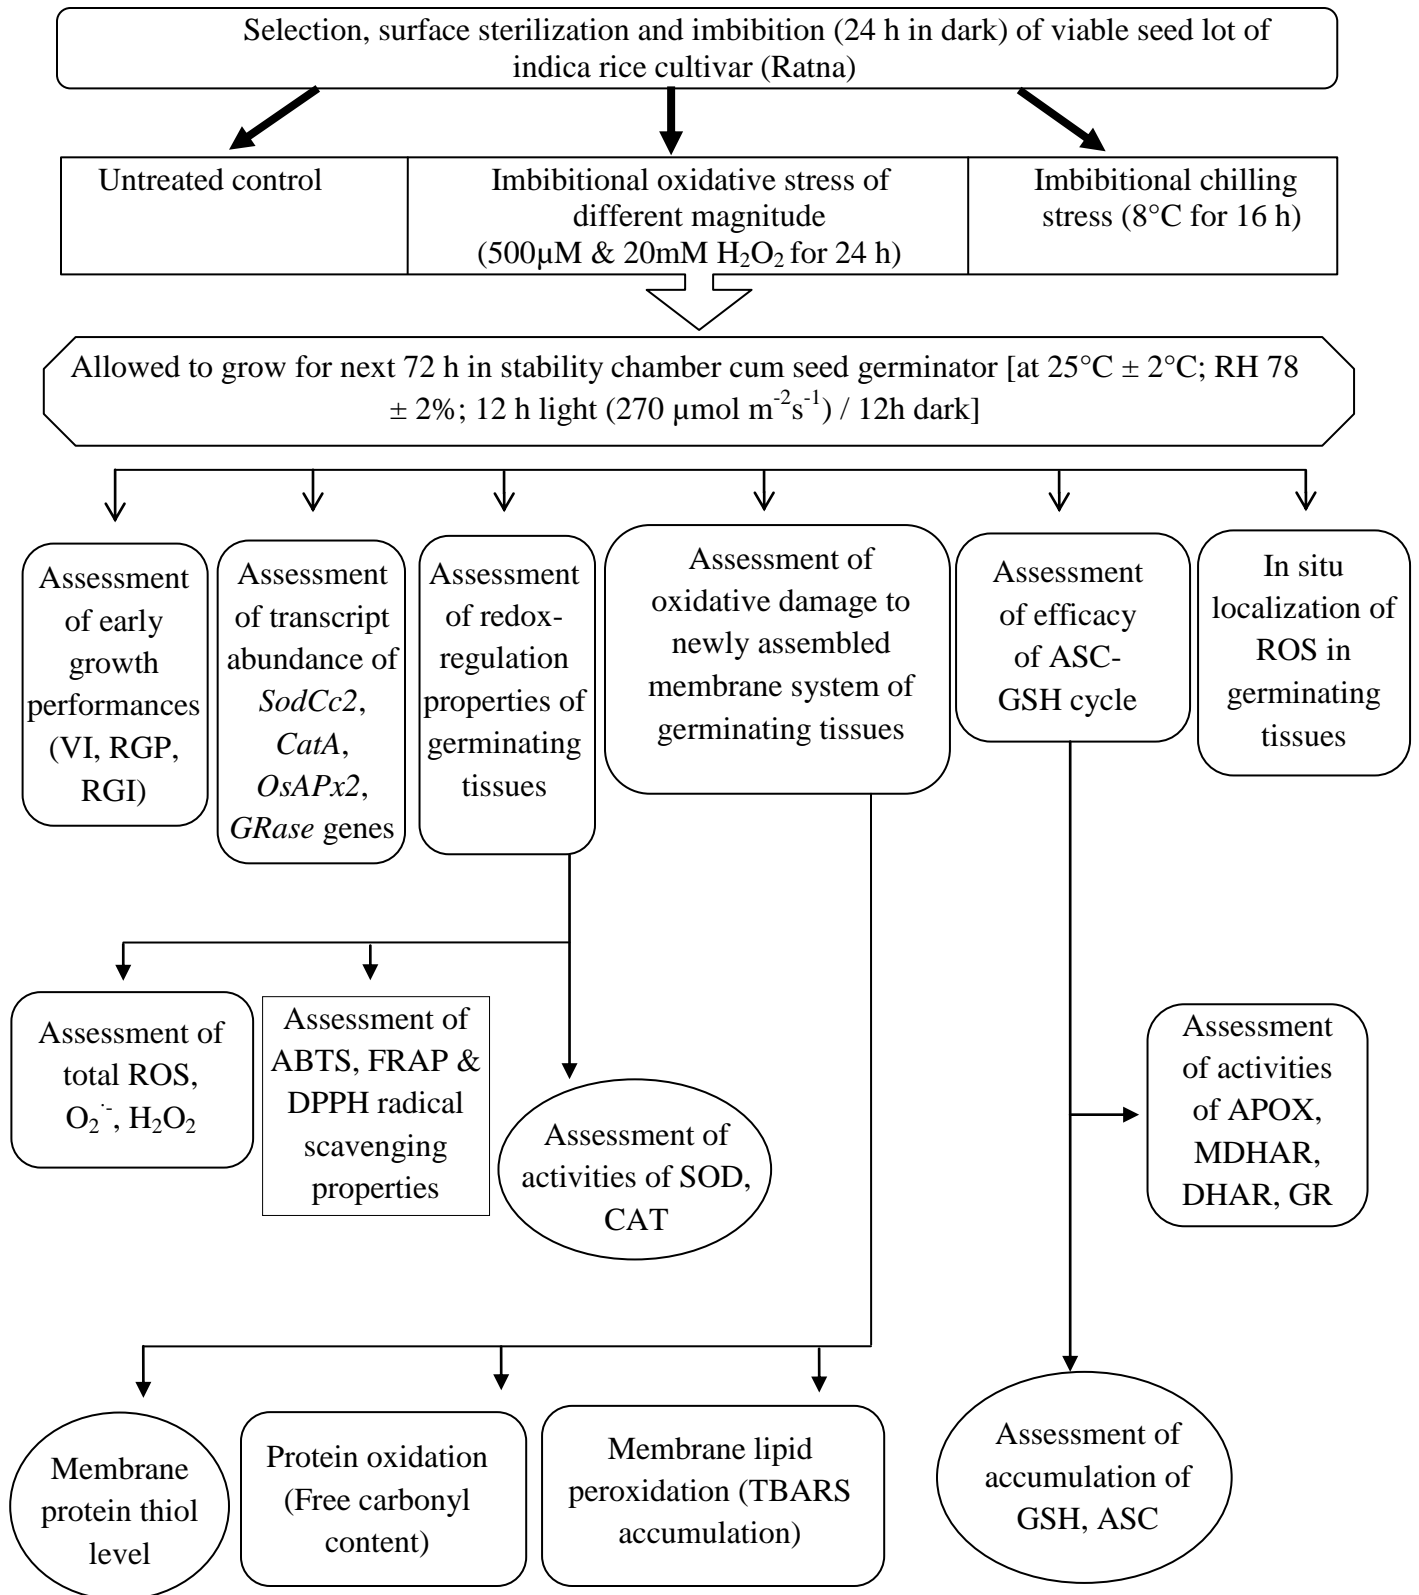 Selection, surface sterilization and imbibition (24 h in dark) of viable seed lot of
indica rice cultivar (Ratna)
Untreated control
Imbibitional oxidative stress of
different magnitude
(500µM & 20mM H₂O₂ for 24 h)
Imbibitional chilling
stress (8°C for 16 h)
Allowed to grow for next 72 h in stability chamber cum seed germinator [at 25°C ± 2°C; RH 78
± 2%; 12 h light (270 µmol m⁻²s⁻¹) / 12h dark]
Assessment
of early
growth
performances
(VI, RGP,
RGI)
Assessment
of transcript
abundance of
SodCc2,
CatA,
OsAPx2,
GRase genes
Assessment
of redox-
regulation
properties of
germinating
tissues
Assessment of
oxidative damage to
newly assembled
membrane system of
germinating tissues
Assessment
of efficacy
of ASC-
GSH cycle
In situ
localization of
ROS in
germinating
tissues
Assessment of
total ROS,
O₂˙⁻, H₂O₂
Assessment of
ABTS, FRAP &
DPPH radical
scavenging
properties
Assessment of
activities of SOD,
CAT
Assessment
of activities
of APOX,
MDHAR,
DHAR, GR
Membrane
protein thiol
level
Protein oxidation
(Free carbonyl
content)
Membrane lipid
peroxidation (TBARS
accumulation)
Assessment of
accumulation of
GSH, ASC